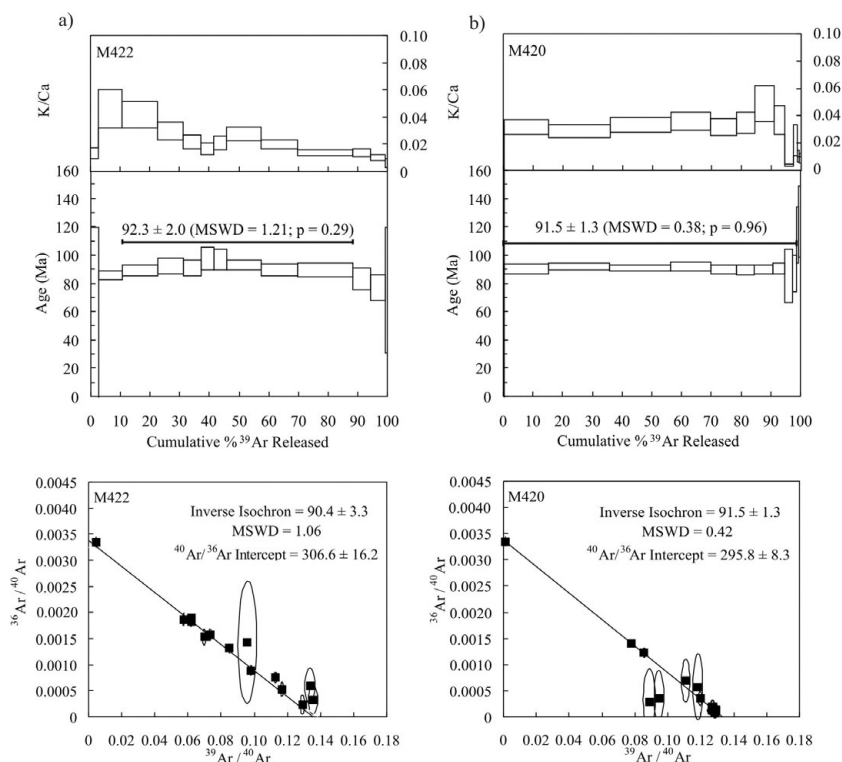 a)
b)
M422
0.10
0.08
0.06
0.04
0.02
0
K/Ca
M420
0.10
0.08
0.06
0.04
0.02
0
K/Ca
160
140
120
100
80
60
40
20
0
Age (Ma)
92.3 ± 2.0 (MSWD = 1.21; p = 0.29)
0 10 20 30 40 50 60 70 80 90 100
Cumulative % ³⁹Ar Released
160
140
120
100
80
60
40
20
0
Age (Ma)
91.5 ± 1.3 (MSWD = 0.38; p = 0.96)
0 10 20 30 40 50 60 70 80 90 100
Cumulative % ³⁹Ar Released
0.0045
0.0040
0.0035
0.0030
0.0025
0.0020
0.0015
0.0010
0.0005
0
³⁶Ar / ⁴⁰Ar
M422
Inverse Isochron = 90.4 ± 3.3
MSWD = 1.06
⁴⁰Ar/³⁶Ar Intercept = 306.6 ± 16.2
0 0.02 0.04 0.06 0.08 0.10 0.12 0.14 0.16 0.18
³⁹Ar / ⁴⁰Ar
0.0045
0.0040
0.0035
0.0030
0.0025
0.0020
0.0015
0.0010
0.0005
0
³⁶Ar / ⁴⁰Ar
M420
Inverse Isochron = 91.5 ± 1.3
MSWD = 0.42
⁴⁰Ar/³⁶Ar Intercept = 295.8 ± 8.3
0 0.02 0.04 0.06 0.08 0.10 0.12 0.14 0.16 0.18
³⁹Ar / ⁴⁰Ar